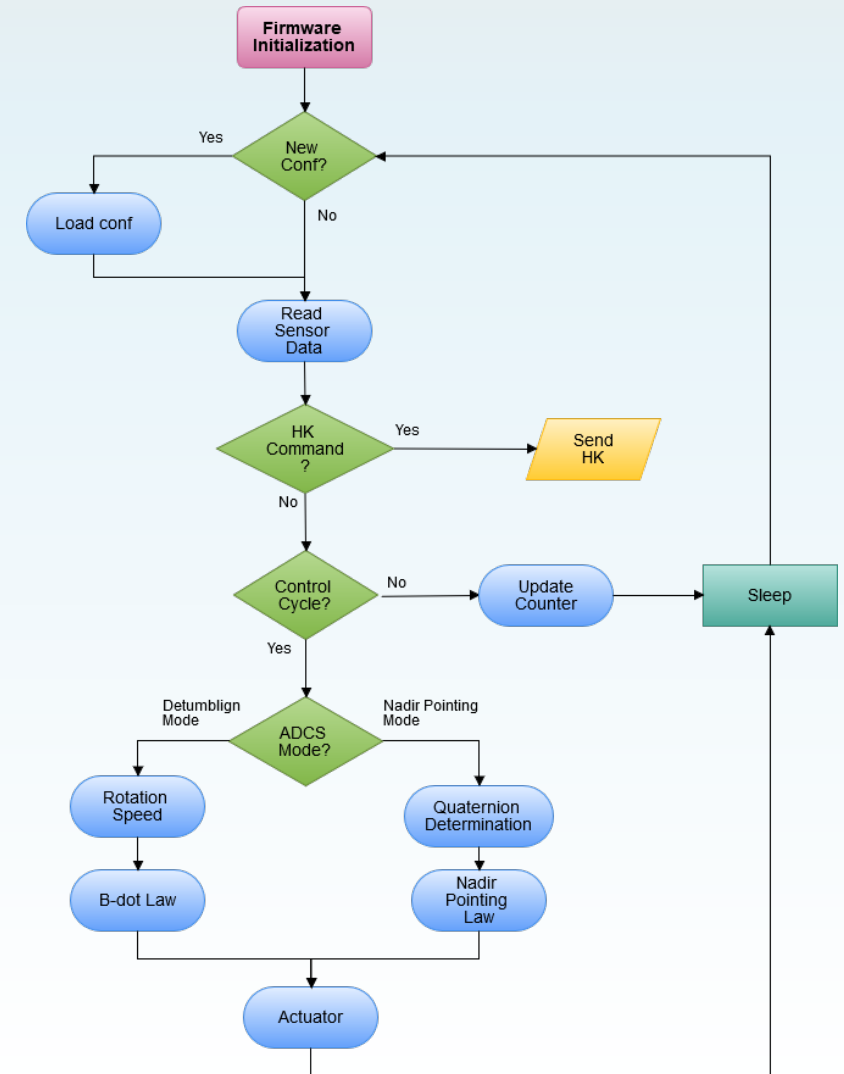 Firmware
Initialization
Yes
New
Conf?
Load conf
No
Read
Sensor
Data
HK
Command
?
Yes
Send
HK
No
Control
Cycle?
No
Update
Counter
Sleep
Yes
Detumblign
Mode
Nadir Pointing
Mode
ADCS
Mode?
Rotation
Speed
Quaternion
Determination
B-dot Law
Nadir
Pointing
Law
Actuator